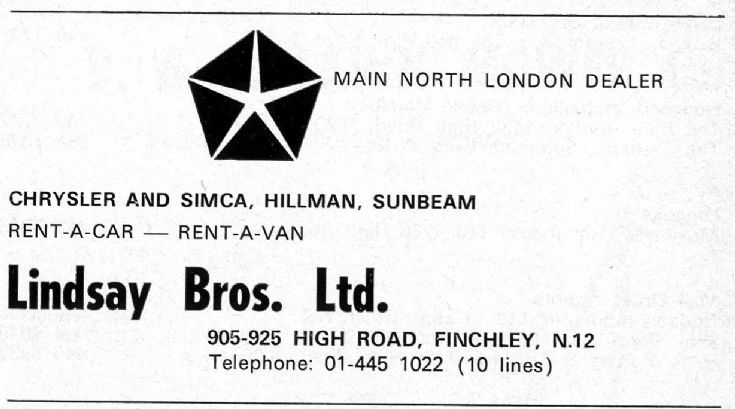 MAIN NORTH LONDON DEALER
CHRYSLER AND SIMCA, HILLMAN, SUNBEAM
RENT-A-CAR — RENT-A-VAN
Lindsay Bros. Ltd.
905-925 HIGH ROAD, FINCHLEY, N.12
Telephone: 01-445 1022 (10 lines)